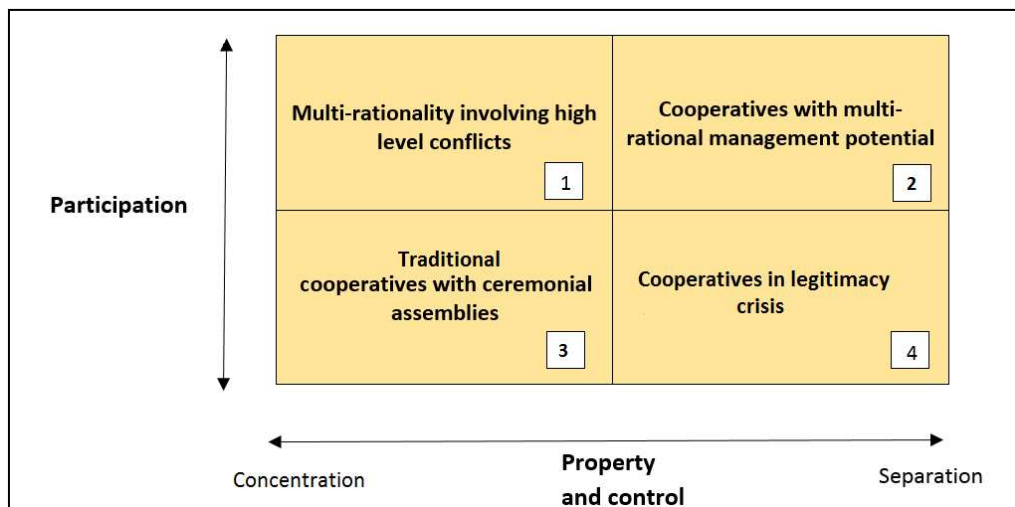 Multi-rationality involving high
level conflicts
1
Cooperatives with multi-
rational management potential
2
Participation
Traditional
cooperatives with ceremonial
assemblies
3
Cooperatives in legitimacy
crisis
4
Concentration
Property
and control
Separation